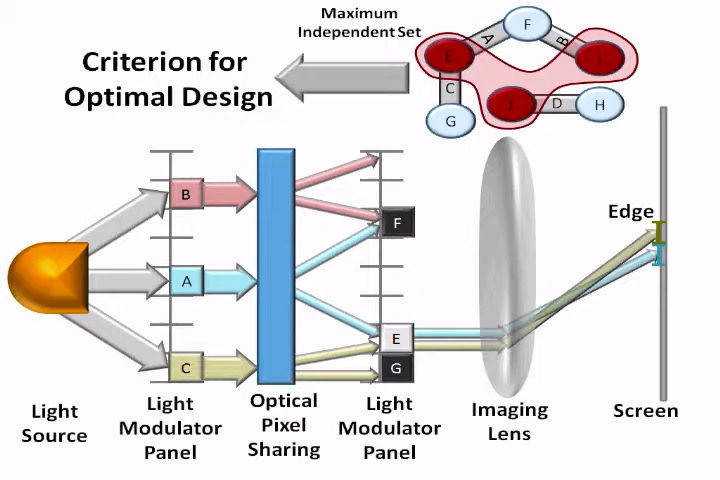 Maximum
Independent Set
Criterion for
Optimal Design
E
A
F
B
C
G
D
H
B
A
C
F
E
G
Edge
Light
Source
Light
Modulator
Panel
Optical
Pixel
Sharing
Light
Modulator
Panel
Imaging
Lens
Screen